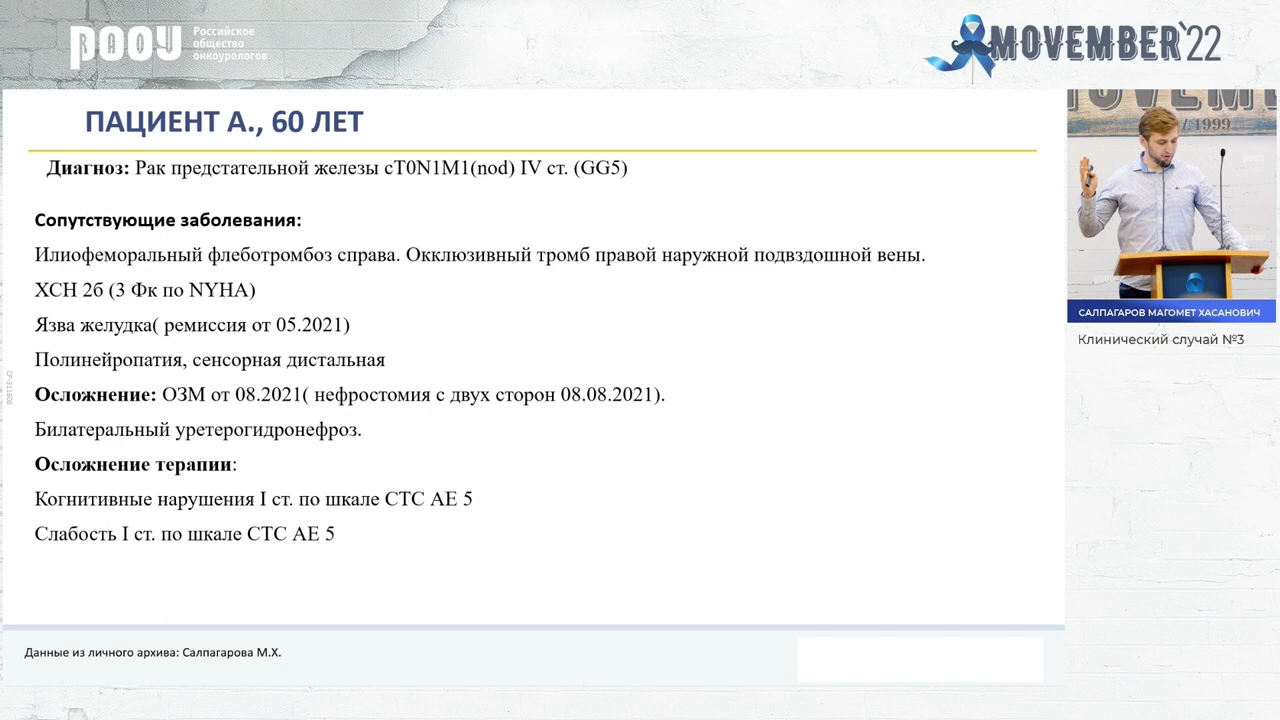 РООУ
Российское
общество
онкоурологов
MOVEMBER'22
ПАЦИЕНТ А., 60 ЛЕТ
Диагноз: Рак предстательной железы сТ0N1M1(nod) IV ст. (GG5)
Сопутствующие заболевания:
Илиофеморальный флеботромбоз справа. Окклюзивный тромб правой наружной подвздошной вены.
ХСН 2б (3 Фк по NYHA)
Язва желудка( ремиссия от 05.2021)
Полинейропатия, сенсорная дистальная
Осложнение: ОЗМ от 08.2021( нефростомия с двух сторон 08.08.2021).
Билатеральный уретерогидронефроз.
Осложнение терапии:
Когнитивные нарушения I ст. по шкале СТС АЕ 5
Слабость I ст. по шкале СТС АЕ 5
Данные из личного архива: Салпагарова М.Х.
/ 1999
САЛПАГАРОВ МАГОМЕТ ХАСАНОВИЧ
Клинический случай №3